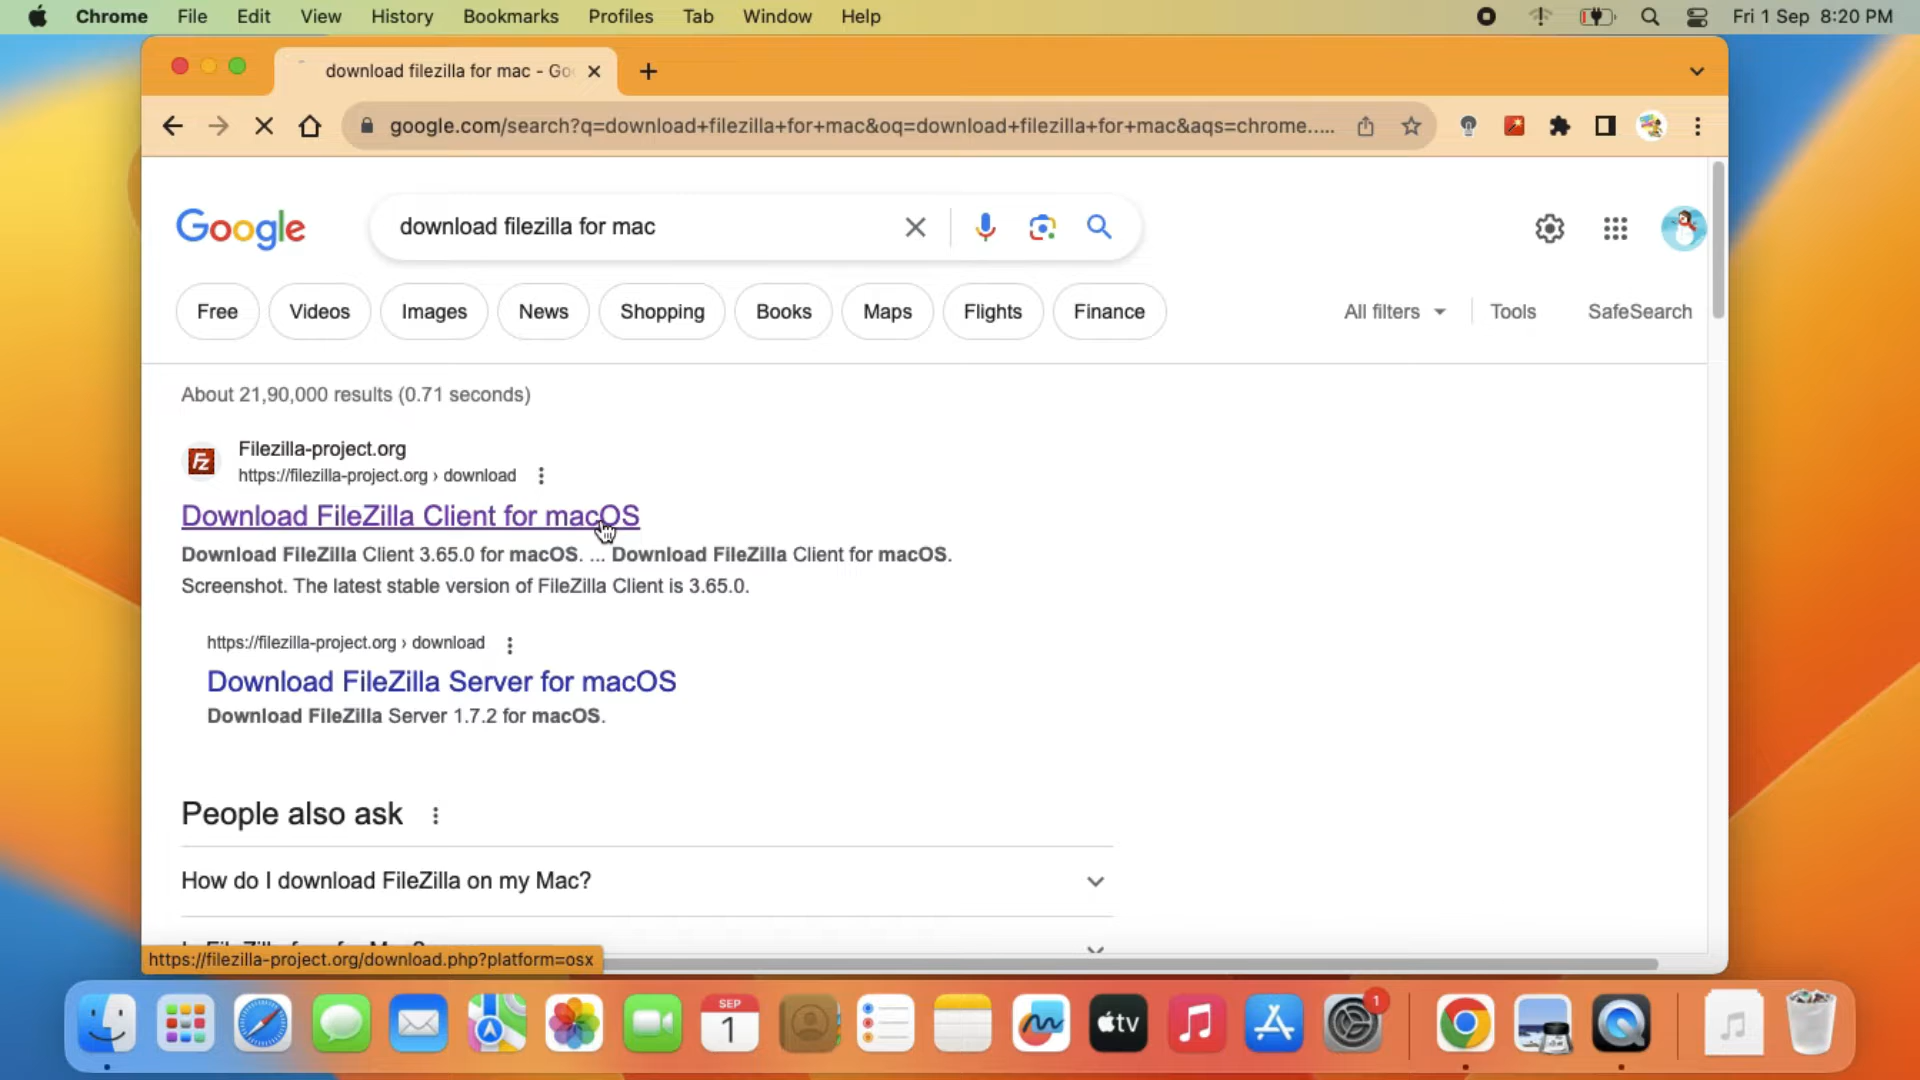 Chrome File Edit View History Bookmarks Profiles Tab Window Help Fri 1 Sep 8:20 PM
download filezilla for mac - Go
google.com/search?q=download+filezilla+for+mac&oq=download+filezilla+for+mac&aqs=chrome.....
Google download filezilla for mac
Free Videos Images News Shopping Books Maps Flights Finance All filters Tools SafeSearch
About 21,90,000 results (0.71 seconds)
Fz Filezilla-project.org
https://filezilla-project.org › download
Download FileZilla Client for macOS
Download FileZilla Client 3.65.0 for macOS. ... Download FileZilla Client for macOS.
Screenshot. The latest stable version of FileZilla Client is 3.65.0.
https://filezilla-project.org › download
Download FileZilla Server for macOS
Download FileZilla Server 1.7.2 for macOS.
People also ask
How do I download FileZilla on my Mac?
https://filezilla-project.org/download.php?platform=osx
SEP
1
tv
1